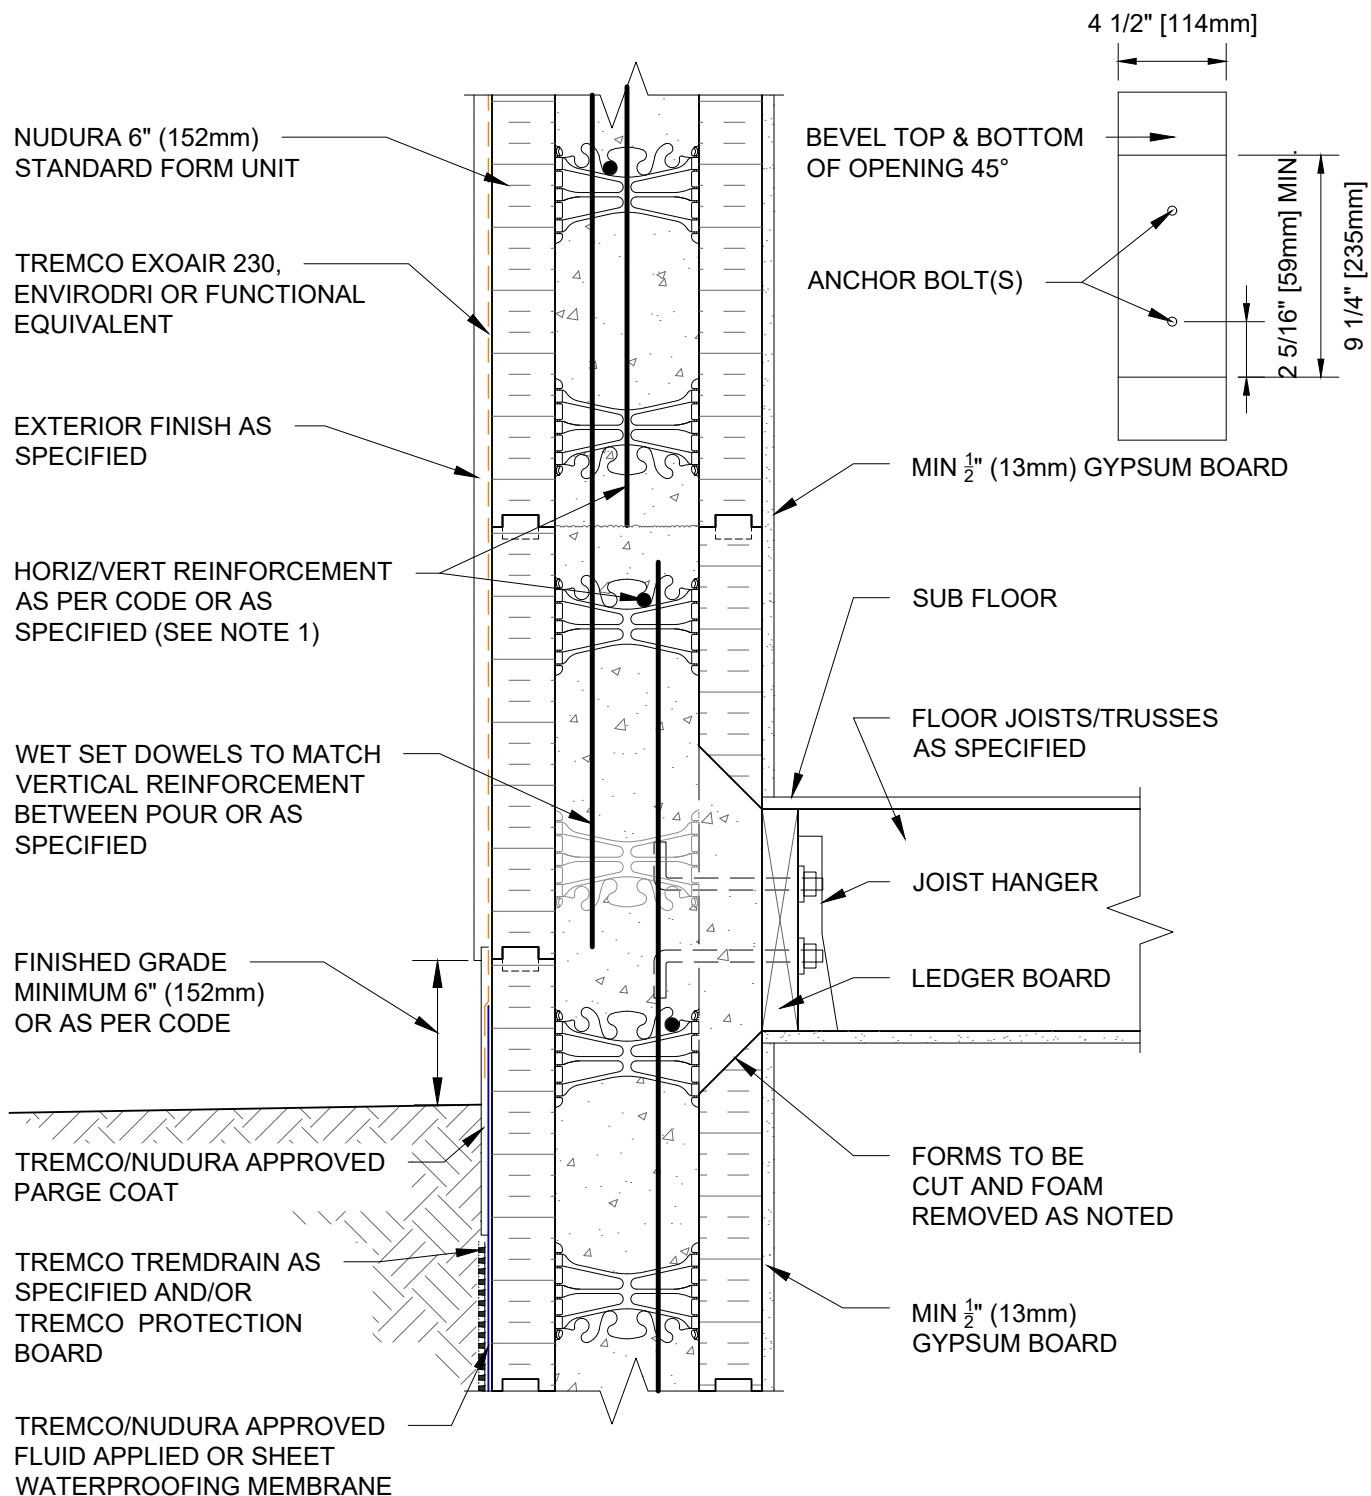 4 1/2" [114mm]
NUDURA 6" (152mm)
STANDARD FORM UNIT
BEVEL TOP & BOTTOM
OF OPENING 45°
TREMCO EXOAIR 230,
ENVIRODRI OR FUNCTIONAL
EQUIVALENT
ANCHOR BOLT(S)
2 5/16" [59mm] MIN.
9 1/4" [235mm]
EXTERIOR FINISH AS
SPECIFIED
MIN 1/2" (13mm) GYPSUM BOARD
HORIZ/VERT REINFORCEMENT
AS PER CODE OR AS
SPECIFIED (SEE NOTE 1)
SUB FLOOR
FLOOR JOISTS/TRUSSES
AS SPECIFIED
WET SET DOWELS TO MATCH
VERTICAL REINFORCEMENT
BETWEEN POUR OR AS
SPECIFIED
JOIST HANGER
FINISHED GRADE
MINIMUM 6" (152mm)
OR AS PER CODE
LEDGER BOARD
TREMCO/NUDURA APPROVED
PARGE COAT
FORMS TO BE
CUT AND FOAM
REMOVED AS NOTED
TREMCO TREMDRAIN AS
SPECIFIED AND/OR
TREMCO PROTECTION
BOARD
MIN 1/2" (13mm)
GYPSUM BOARD
TREMCO/NUDURA APPROVED
FLUID APPLIED OR SHEET
WATERPROOFING MEMBRANE